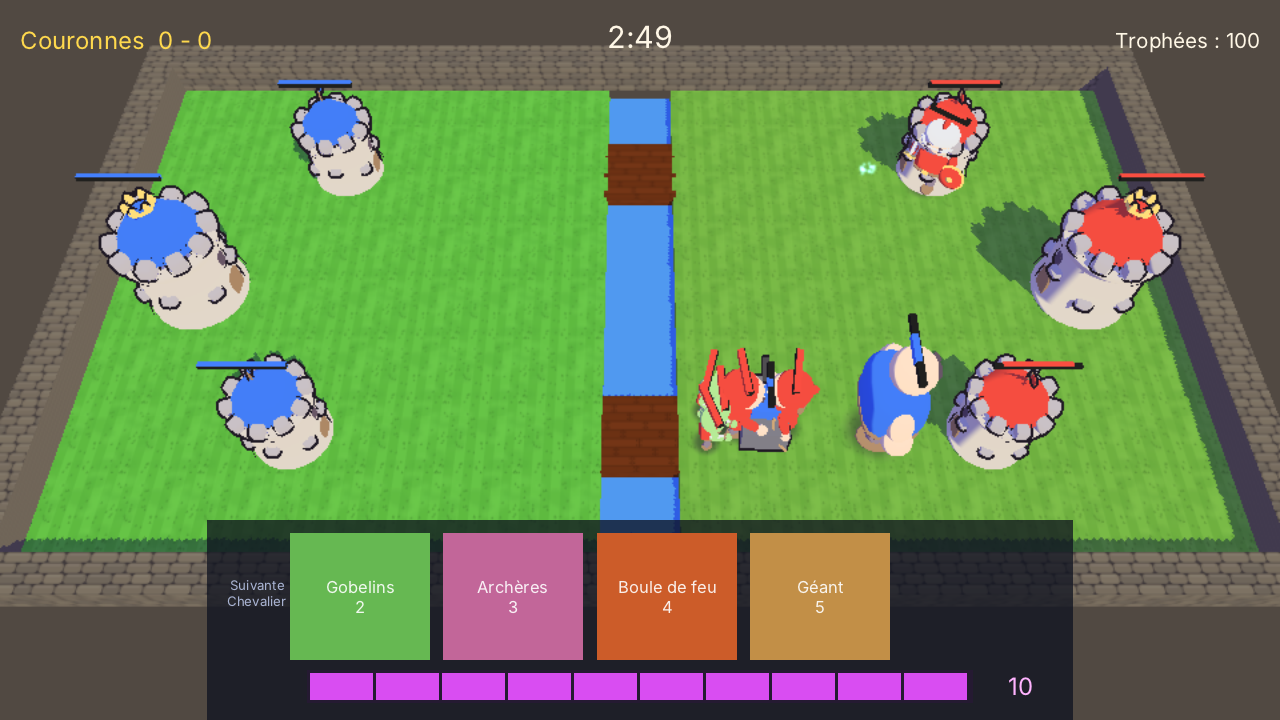 Couronnes 0 - 0
2:49
Trophées : 100
Suivante
Chevalier
Gobelins
2
Archères
3
Boule de feu
4
Géant
5
10